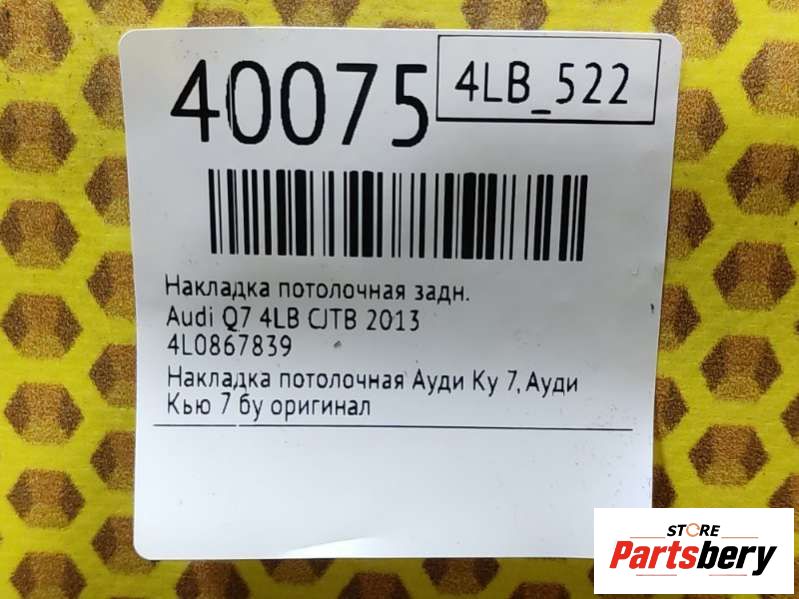 40075
4LB_522
Накладка потолочная задн.
Audi Q7 4LB CJTB 2013
4L0867839
Накладка потолочная Ауди Ку 7, Ауди
Кью 7 бу оригинал
STORE
Partsbery